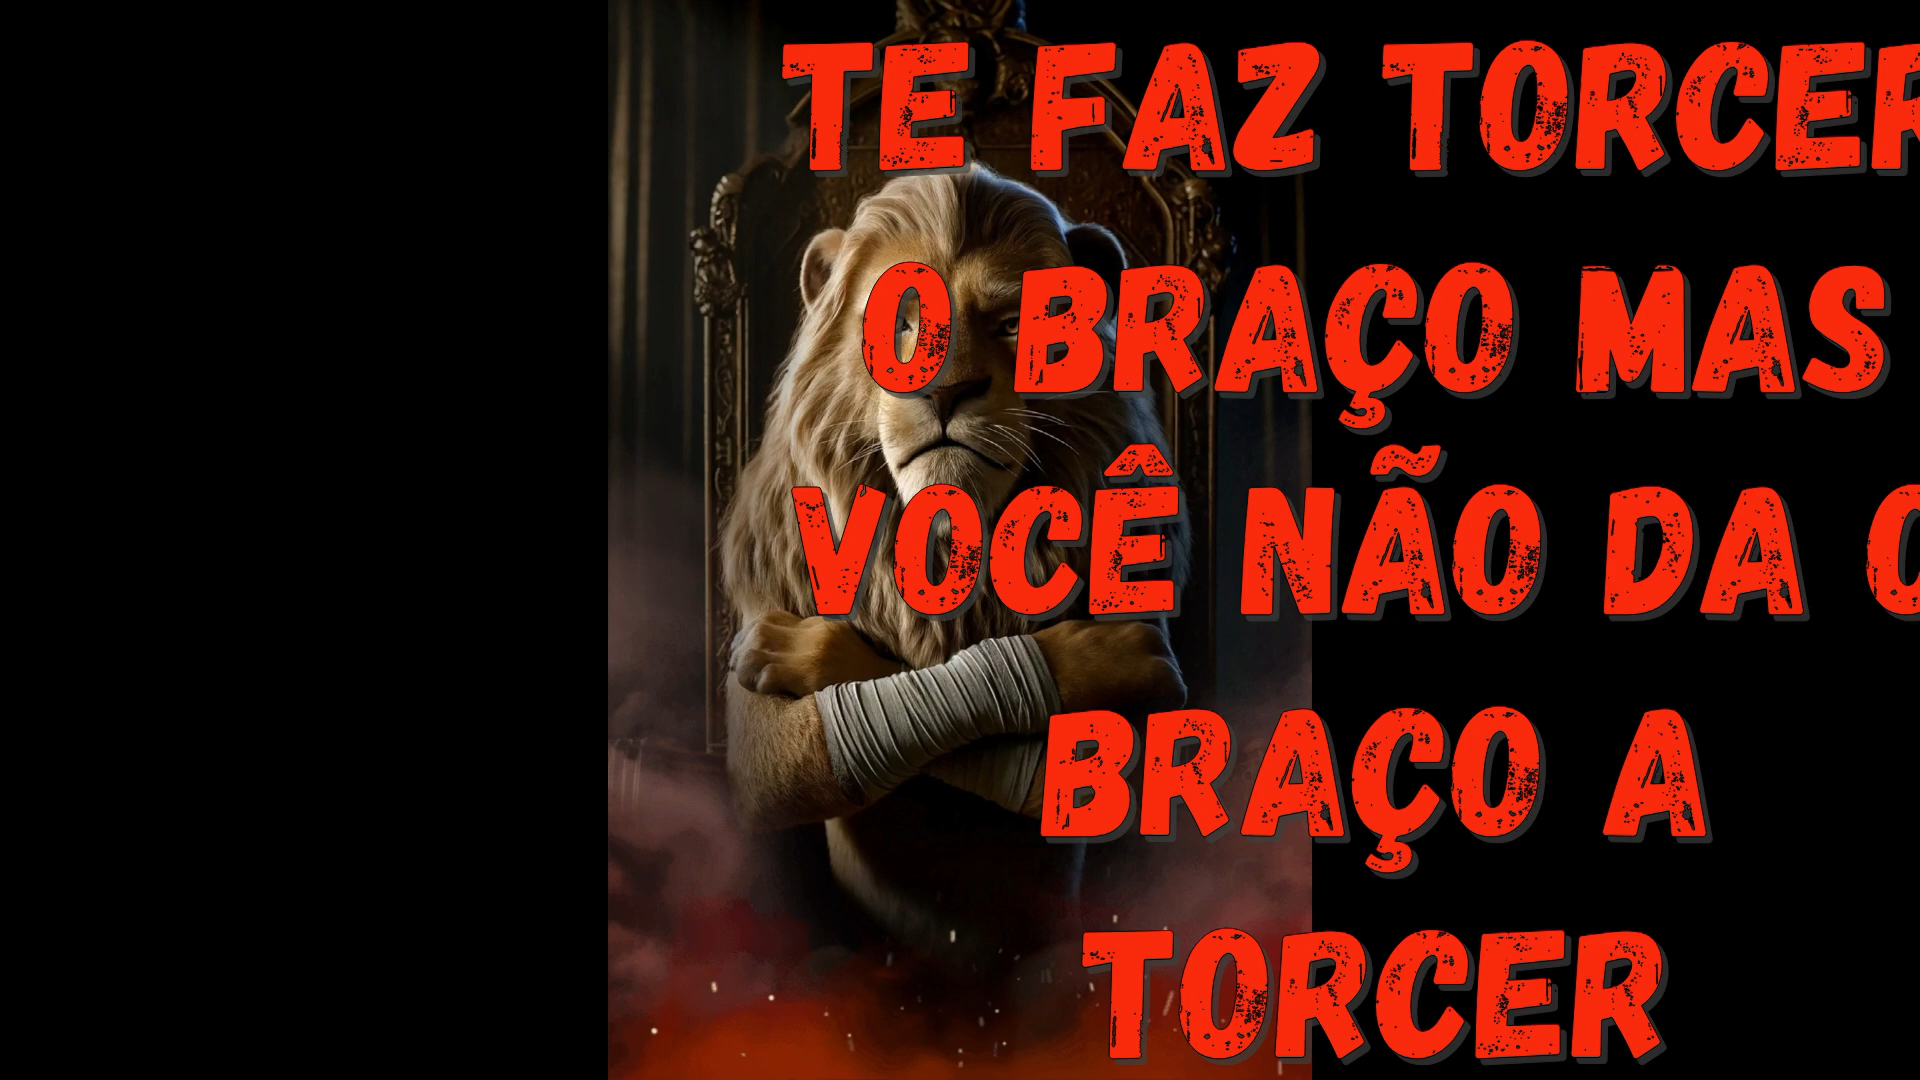 TE FAZ TORCER
O BRAÇO MAS
VOCÊ NÃO DA O
BRAÇO A
TORCER